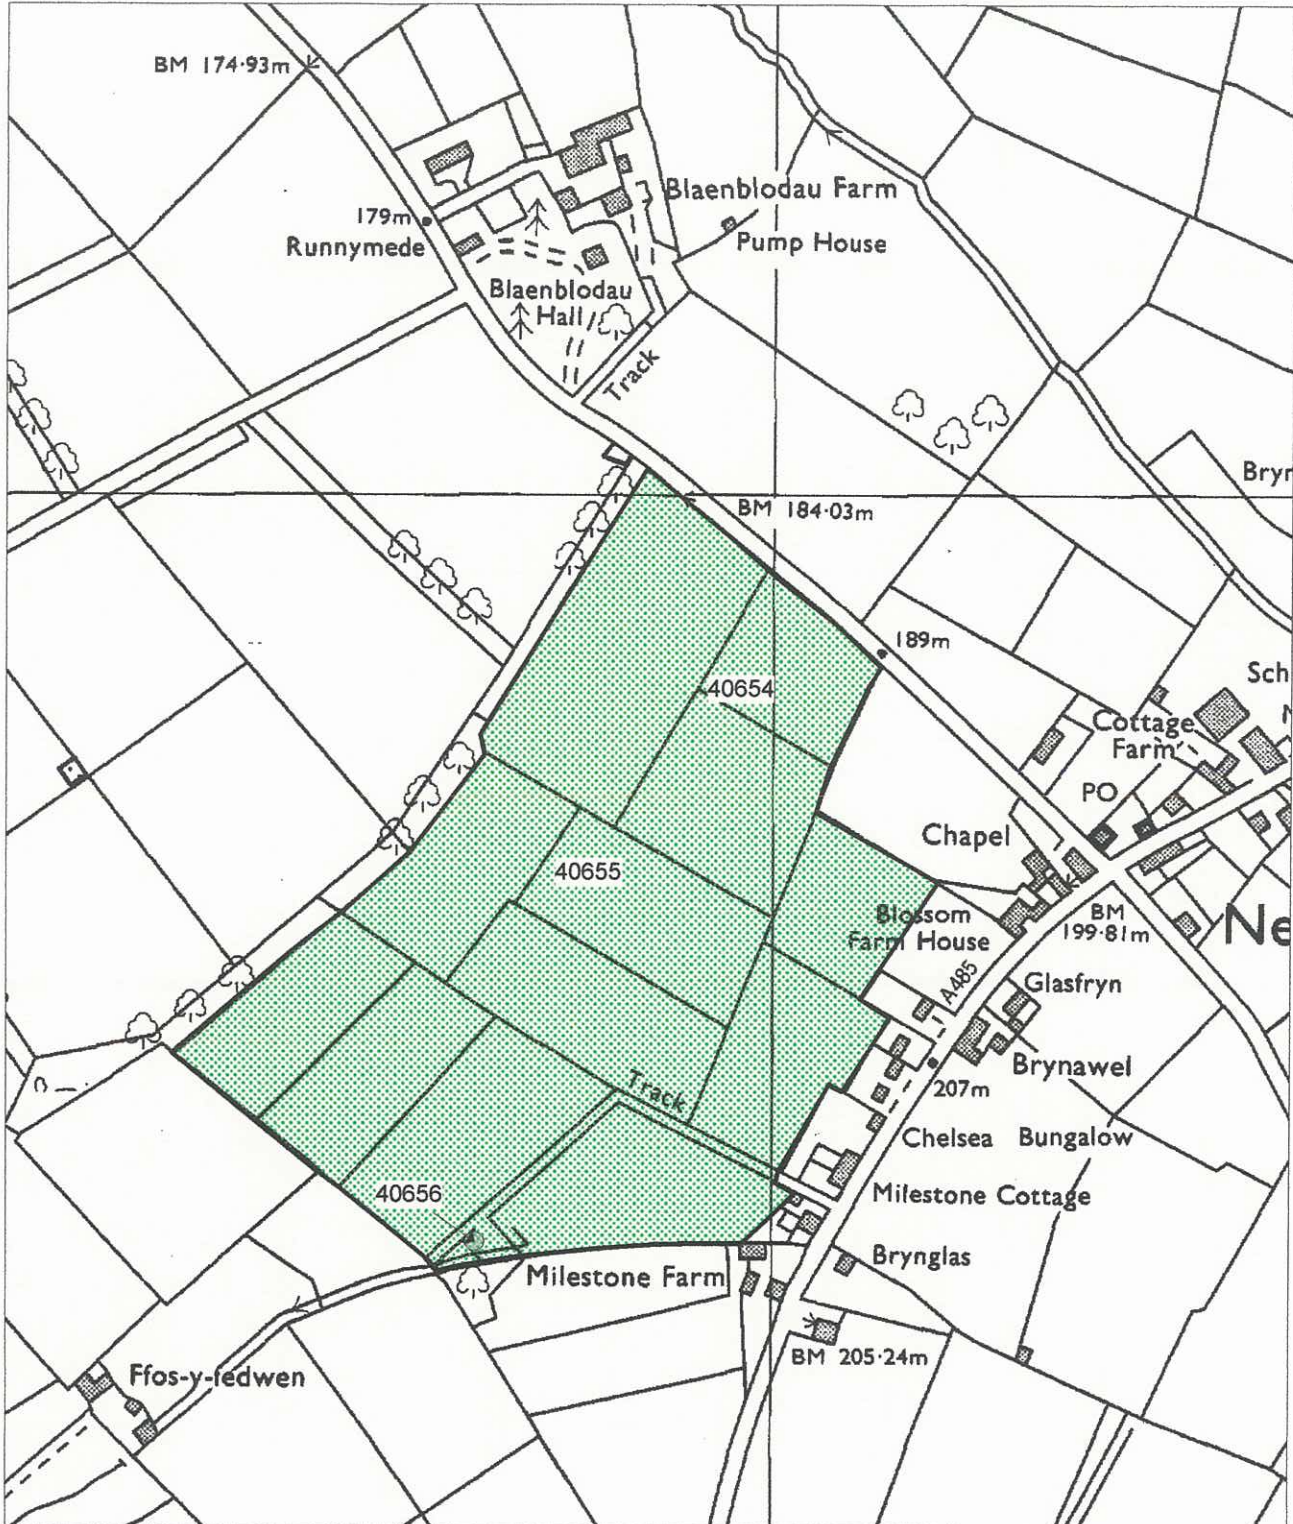 BM 174·93m
Blaenblodau Farm
179m
Runnymede
Pump House
Blaenblodau
Hall
Track
Bryn
BM 184·03m
189m
Sch
40654
Cottage
Farm
PO
Chapel
40655
Blossom
Farm House
BM
199·81m
Ne
A485
Glasfryn
Brynawel
207m
Track
Chelsea Bungalow
40656
Milestone Cottage
Brynglas
Milestone Farm
BM 205·24m
Ffos-y-fedwen